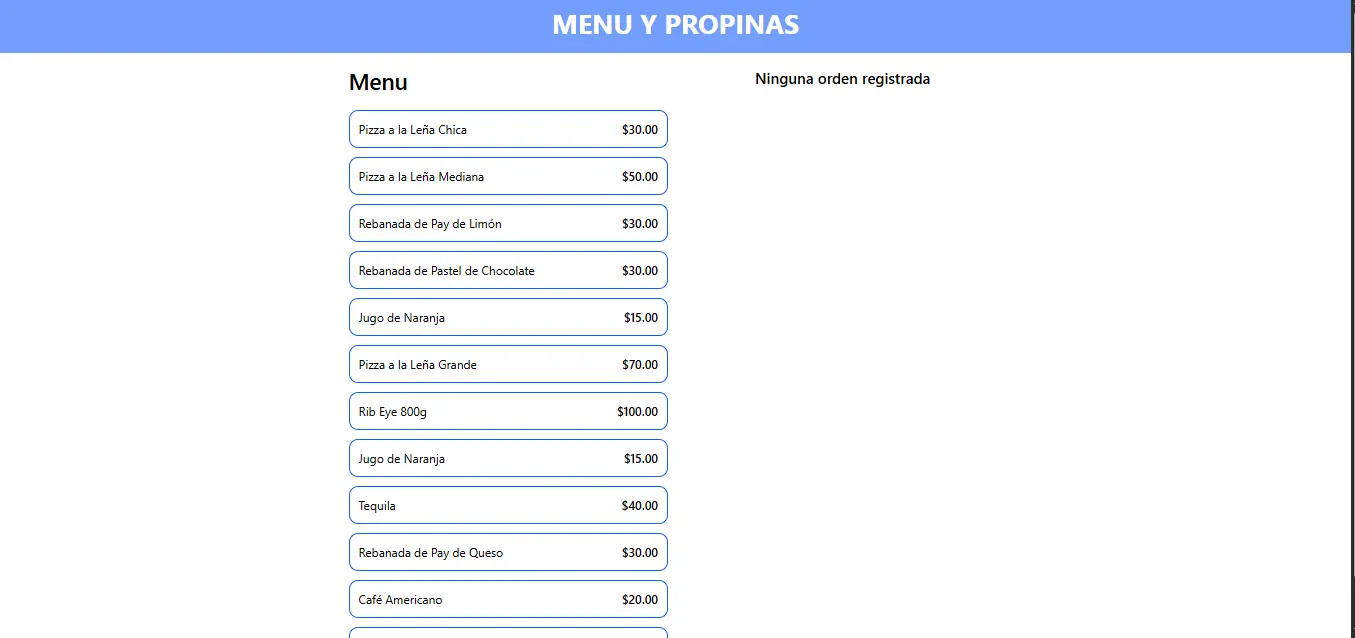 MENU Y PROPINAS
Menu
Pizza a la Leña Chica $30.00
Pizza a la Leña Mediana $50.00
Rebanada de Pay de Limón $30.00
Rebanada de Pastel de Chocolate $30.00
Jugo de Naranja $15.00
Pizza a la Leña Grande $70.00
Rib Eye 800g $100.00
Jugo de Naranja $15.00
Tequila $40.00
Rebanada de Pay de Queso $30.00
Café Americano $20.00
Ninguna orden registrada